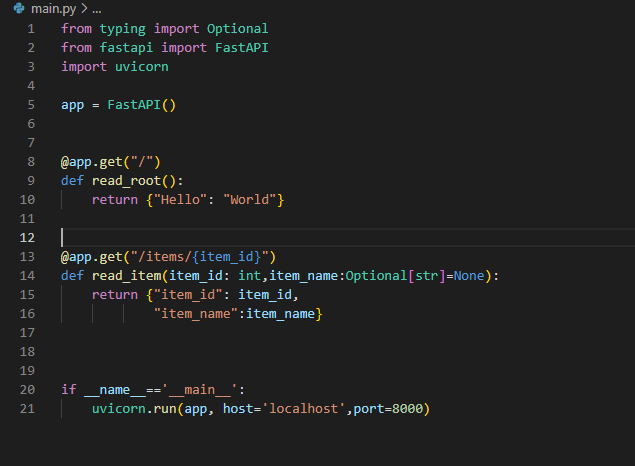 main.py > ...
1 from typing import Optional
2 from fastapi import FastAPI
3 import uvicorn
4
5 app = FastAPI()
6
7
8 @app.get("/")
9 def read_root():
10     return {"Hello": "World"}
11
12
13 @app.get("/items/{item_id}")
14 def read_item(item_id: int,item_name:Optional[str]=None):
15     return {"item_id": item_id,
16             "item_name":item_name}
17
18
19
20 if __name__=='__main__':
21     uvicorn.run(app, host='localhost',port=8000)